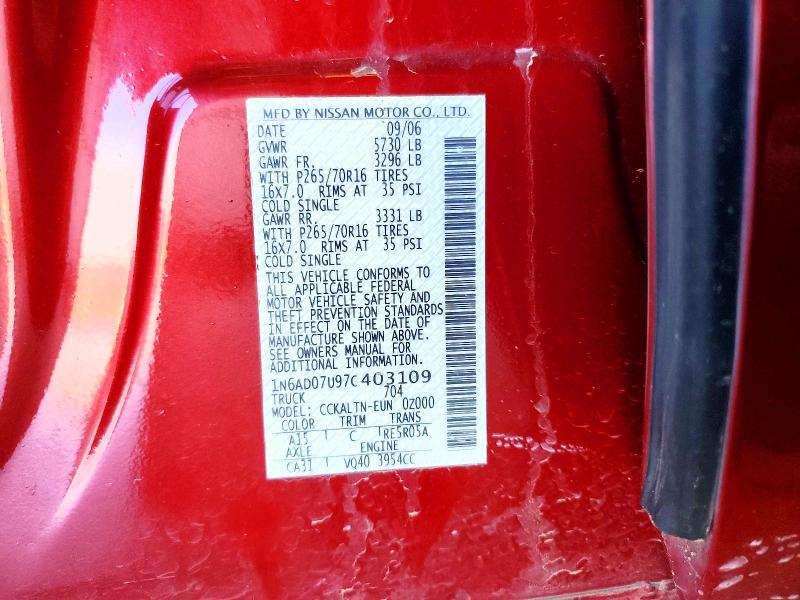 MFD BY NISSAN MOTOR CO., LTD.
DATE 09/06
GVWR 5730 LB
GAWR FR. 3296 LB
WITH P265/70R16 TIRES
16X7.0 RIMS AT 35 PSI
COLD SINGLE
GAWR RR. 3331 LB
WITH P265/70R16 TIRES
16X7.0 RIMS AT 35 PSI
COLD SINGLE
THIS VEHICLE CONFORMS TO
ALL APPLICABLE FEDERAL
MOTOR VEHICLE SAFETY AND
THEFT PREVENTION STANDARDS
IN EFFECT ON THE DATE OF
MANUFACTURE SHOWN ABOVE.
SEE OWNERS MANUAL FOR
ADDITIONAL INFORMATION.
1N6AD07U97C403109
TRUCK 704
MODEL: CCKALTN-EUN 0Z000
COLOR TRIM TRANS
A15 C RE5R05A
AXLE ENGINE
CA31 VQ40 3954CC